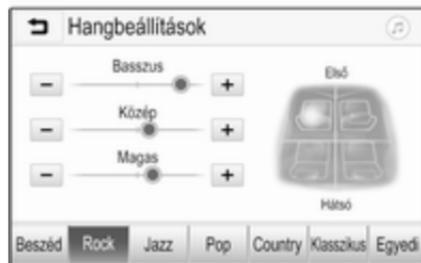 Hangbeállítások
Basszus
Közép
Magas
Első
Hátsó
Beszéd Rock Jazz Pop Country Klasszikus Egyedi